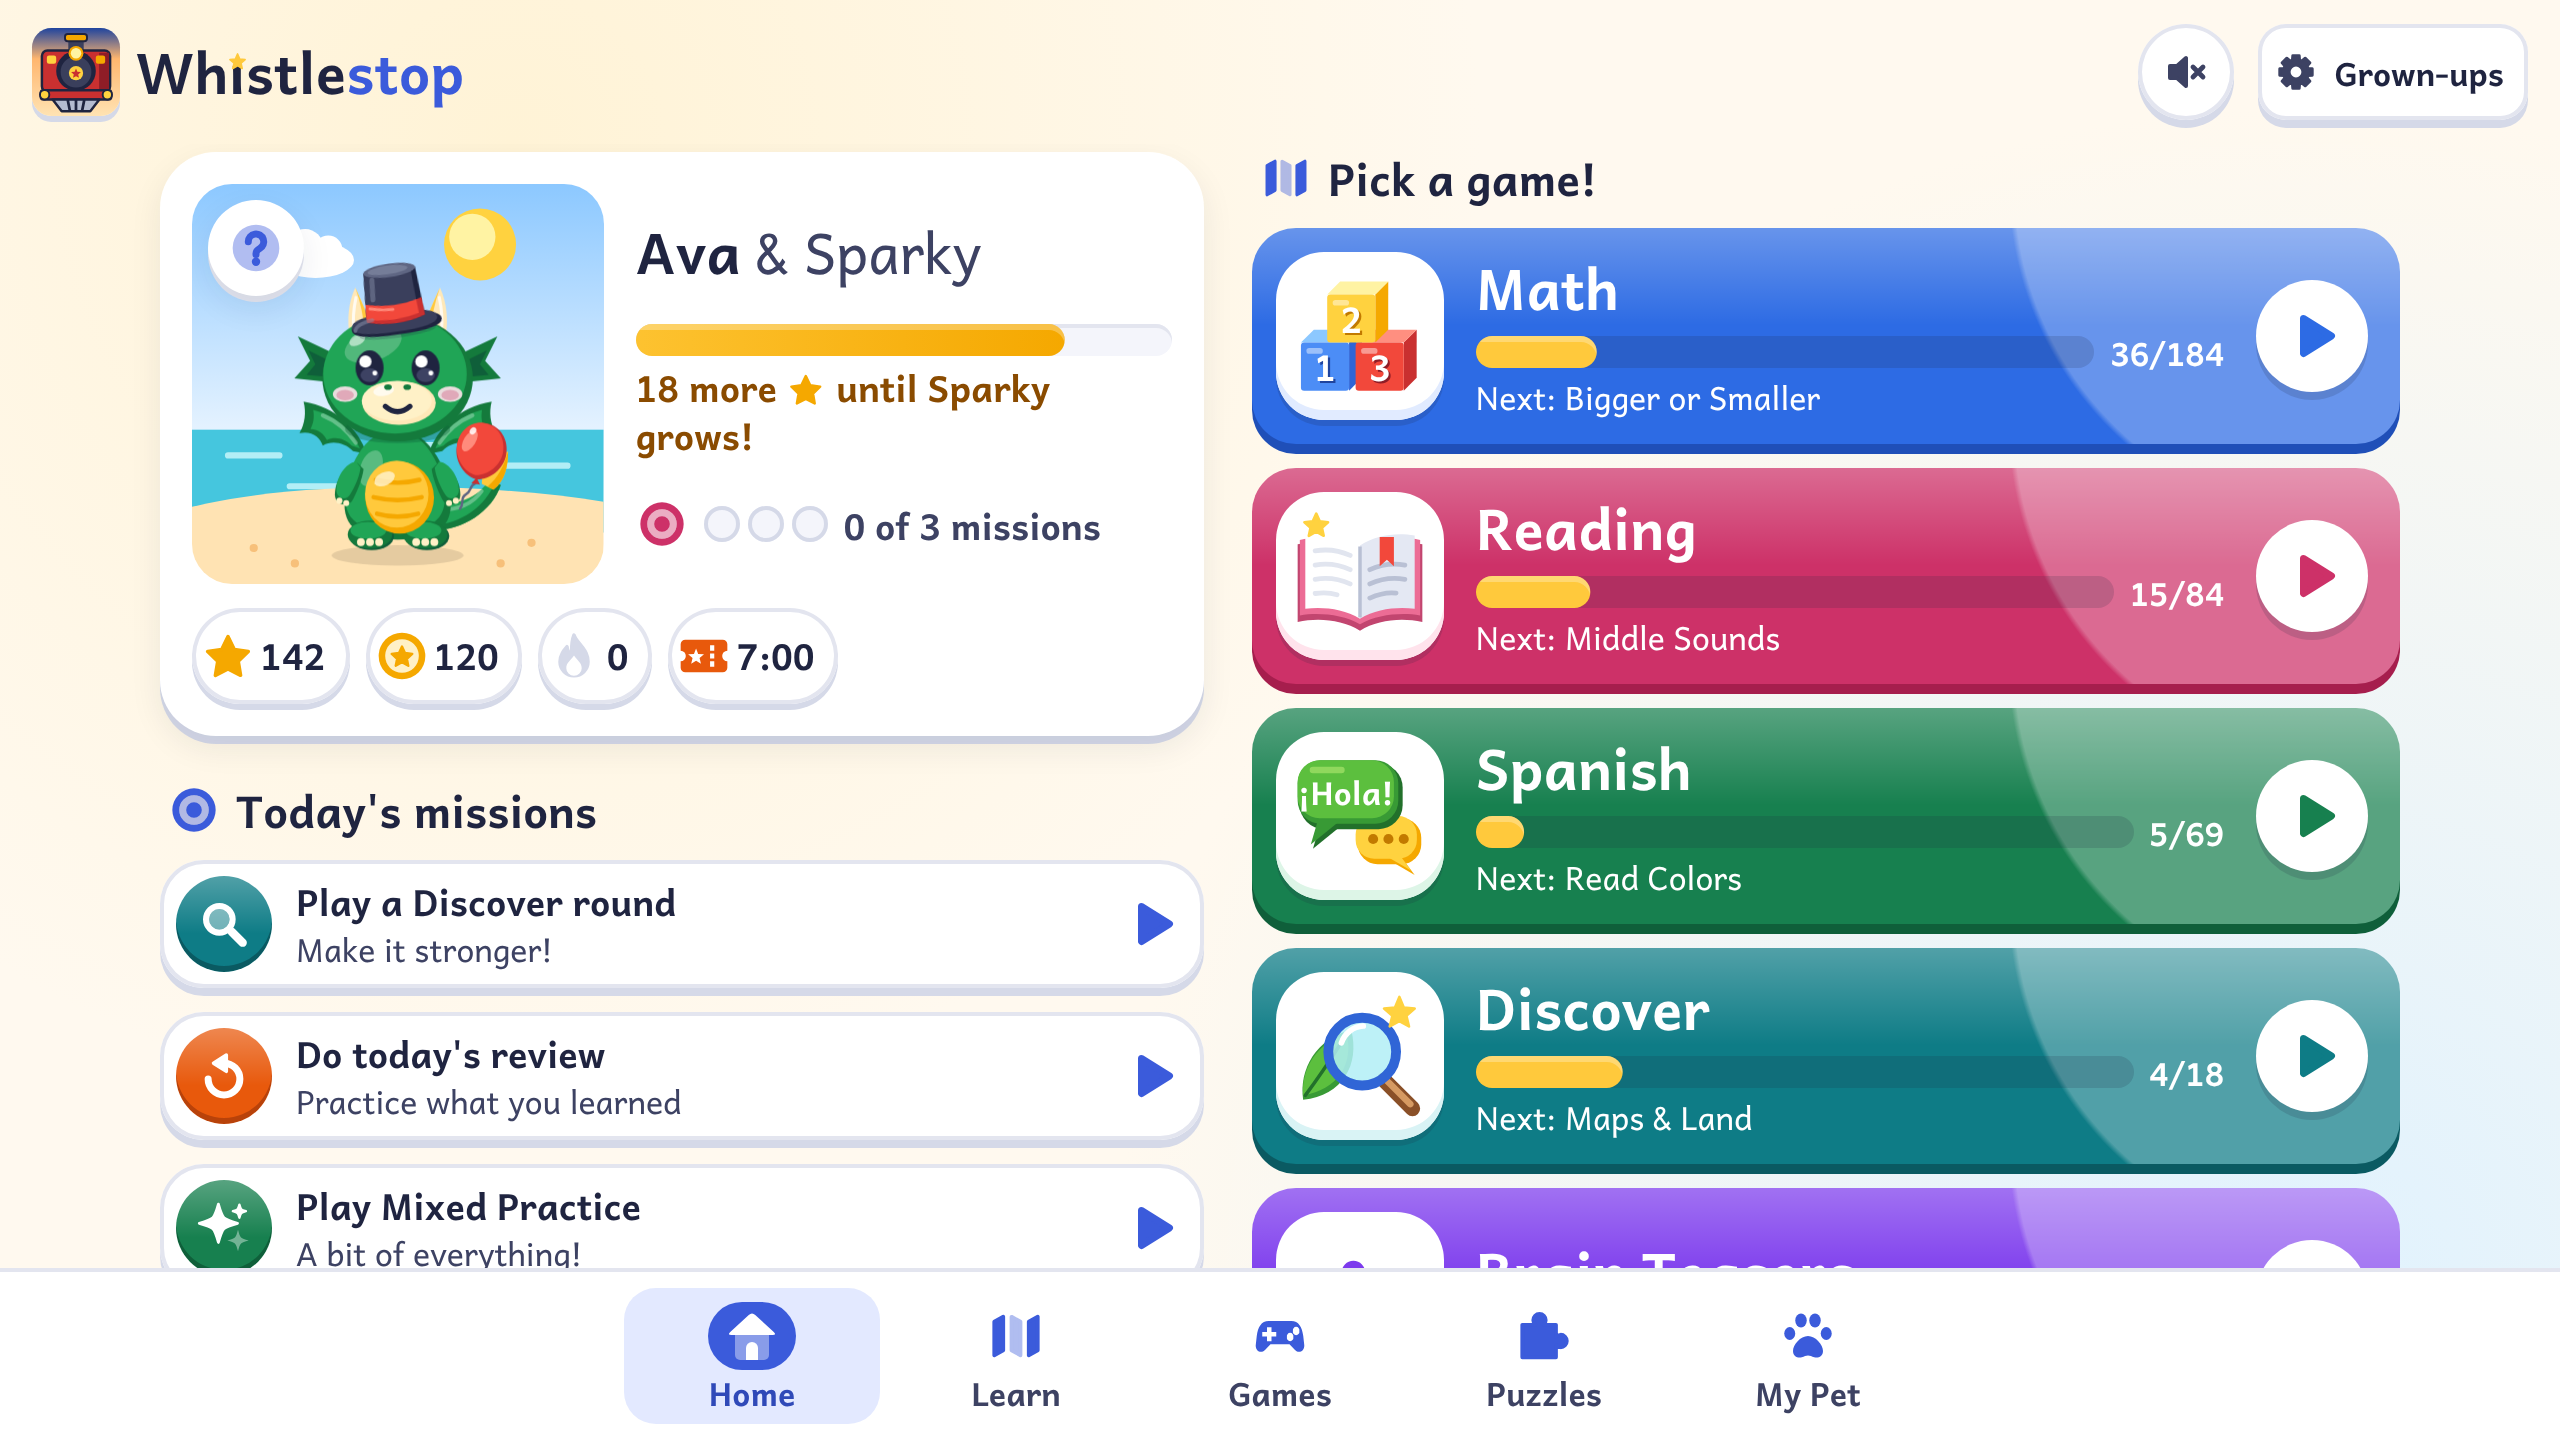 Whistlestop
Grown-ups
?
Ava & Sparky
18 more until Sparky
grows!
0 of 3 missions
142
120
0
7:00
Today's missions
Play a Discover round
Make it stronger!
Do today's review
Practice what you learned
Play Mixed Practice
A bit of everything!
Pick a game!
2
1 3
Math
36/184
Next: Bigger or Smaller
Reading
15/84
Next: Middle Sounds
¡Hola!
Spanish
5/69
Next: Read Colors
Discover
4/18
Next: Maps & Land
Brain Teasers
Home
Learn
Games
Puzzles
My Pet